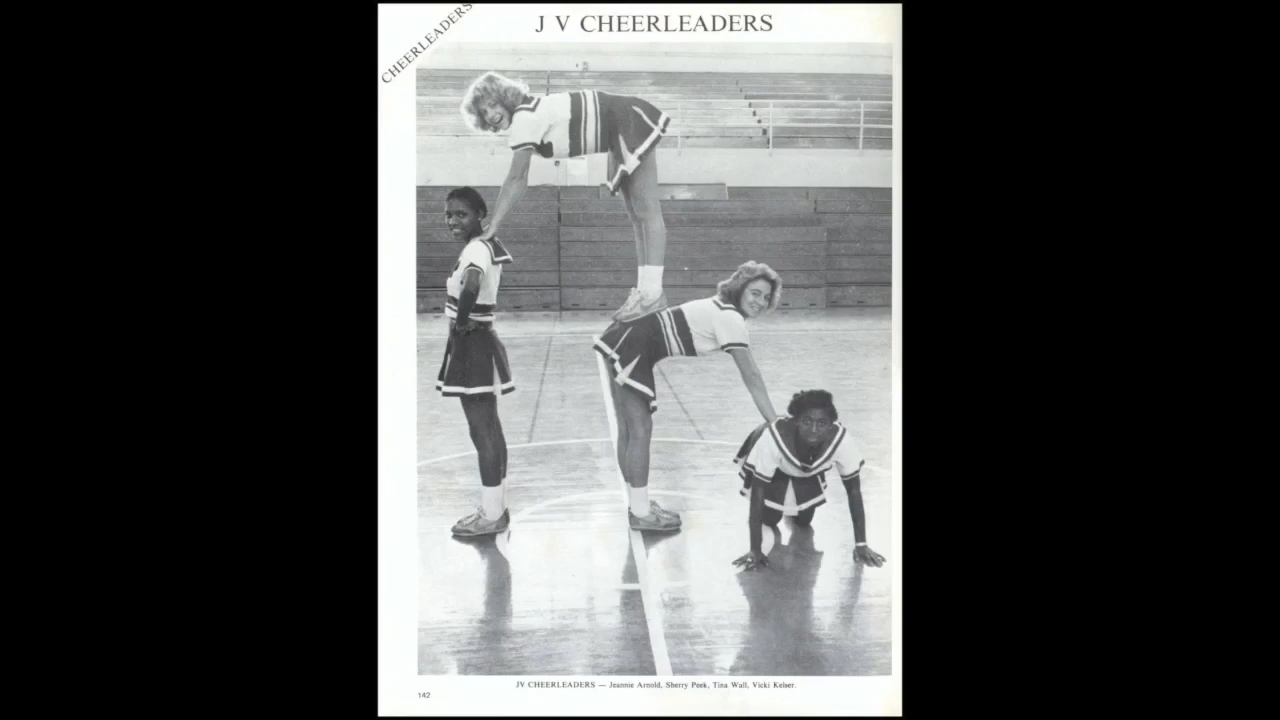 CHEERLEADERS
J V CHEERLEADERS
JV CHEERLEADERS — Jeannie Arnold, Sherry Peek, Tina Wall, Vicki Kelser.
142